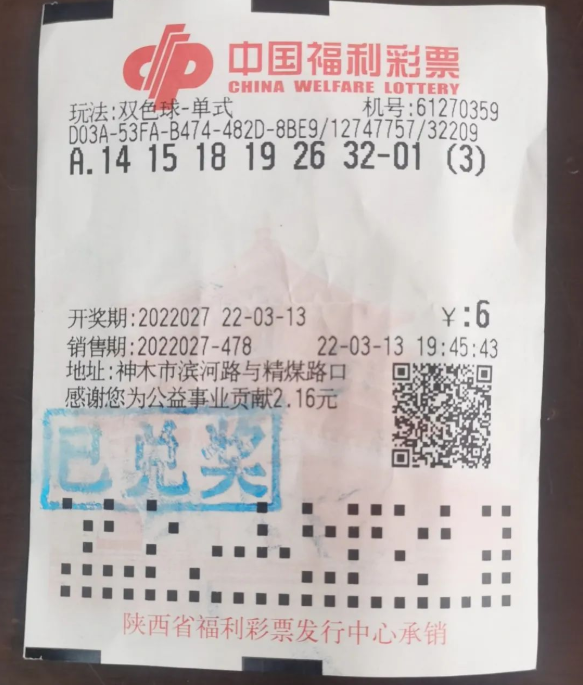 中国福利彩票
CHINA WELFARE LOTTERY
玩法:双色球-单式 机号:61270359
D03A-53FA-B474-482D-8BE9/12747757/32209
A.14 15 18 19 26 32-01 (3)
开奖期:2022027 22-03-13 ¥:6
销售期:2022027-478 22-03-13 19:45:43
地址:神木市滨河路与精煤路口
感谢您为公益事业贡献2.16元
已兑奖
陕西省福利彩票发行中心承销